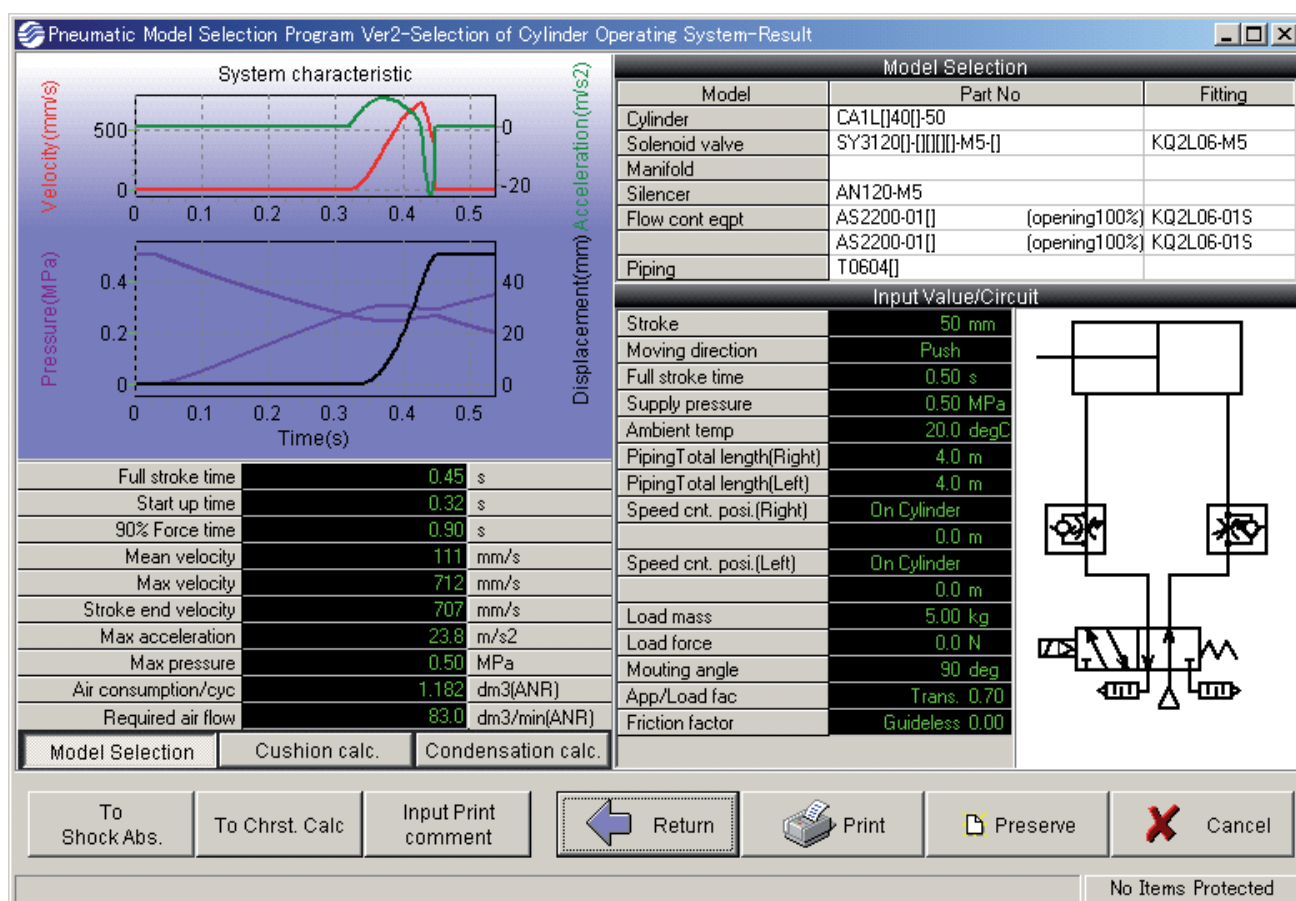 Pneumatic Model Selection Program Ver2-Selection of Cylinder Operating System-Result
System characteristic
Velocity(mm/s)
Acceleration(m/s2)
500
0
0
-20
0 0.1 0.2 0.3 0.4 0.5
Pressure(MPa)
Displacement(mm)
0.4
0.2
0
40
20
0
0 0.1 0.2 0.3 0.4 0.5
Time(s)
Full stroke time 0.45 s
Start up time 0.32 s
90% Force time 0.90 s
Mean velocity 111 mm/s
Max velocity 712 mm/s
Stroke end velocity 707 mm/s
Max acceleration 23.8 m/s2
Max pressure 0.50 MPa
Air consumption/cyc 1.182 dm3(ANR)
Required air flow 83.0 dm3/min(ANR)
Model Selection Cushion calc. Condensation calc.
Model Selection
Model Part No Fitting
Cylinder CA1L[]40[]-50
Solenoid valve SY3120[]-[][][][]-M5-[] KQ2L06-M5
Manifold
Silencer AN120-M5
Flow cont eqpt AS2200-01[] (opening100%) KQ2L06-01S
AS2200-01[] (opening100%) KQ2L06-01S
Piping T0604[]
Input Value/Circuit
Stroke 50 mm
Moving direction Push
Full stroke time 0.50 s
Supply pressure 0.50 MPa
Ambient temp 20.0 degC
PipingTotal length(Right) 4.0 m
PipingTotal length(Left) 4.0 m
Speed cnt. posi.(Right) On Cylinder
0.0 m
Speed cnt. posi.(Left) On Cylinder
0.0 m
Load mass 5.00 kg
Load force 0.0 N
Mouting angle 90 deg
App/Load fac Trans. 0.70
Friction factor Guideless 0.00
To
Shock Abs.
To Chrst. Calc
Input Print
comment
Return
Print
Preserve
Cancel
No Items Protected